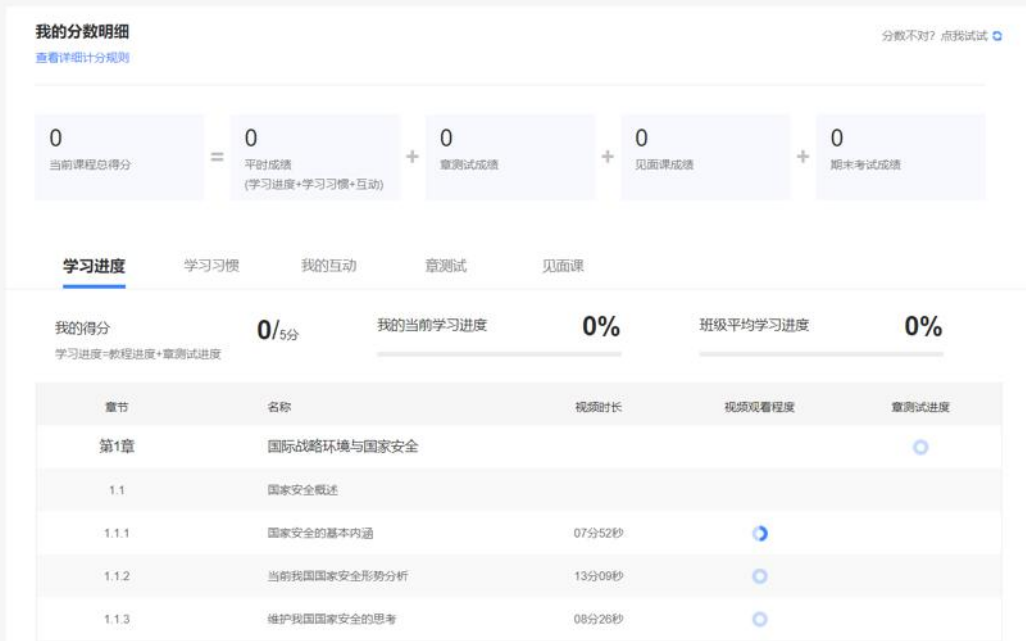 我的分数明细
分数不对？点我试试
查看详细计分规则
0 = 0 + 0 + 0 + 0
当前课程总得分 平时成绩 章测试成绩 见面课成绩 期末考试成绩
(学习进度+学习习惯+互动)
学习进度 学习习惯 我的互动 章测试 见面课
我的得分 0/5分 我的当前学习进度 0% 班级平均学习进度 0%
学习进度=教程进度+章测试进度
章节 名称 视频时长 视频观看程度 章测试进度
第1章 国际战略环境与国家安全
1.1 国家安全概述
1.1.1 国家安全的基本内涵 07分52秒
1.1.2 当前我国国家安全形势分析 13分09秒
1.1.3 维护我国国家安全的思考 08分26秒